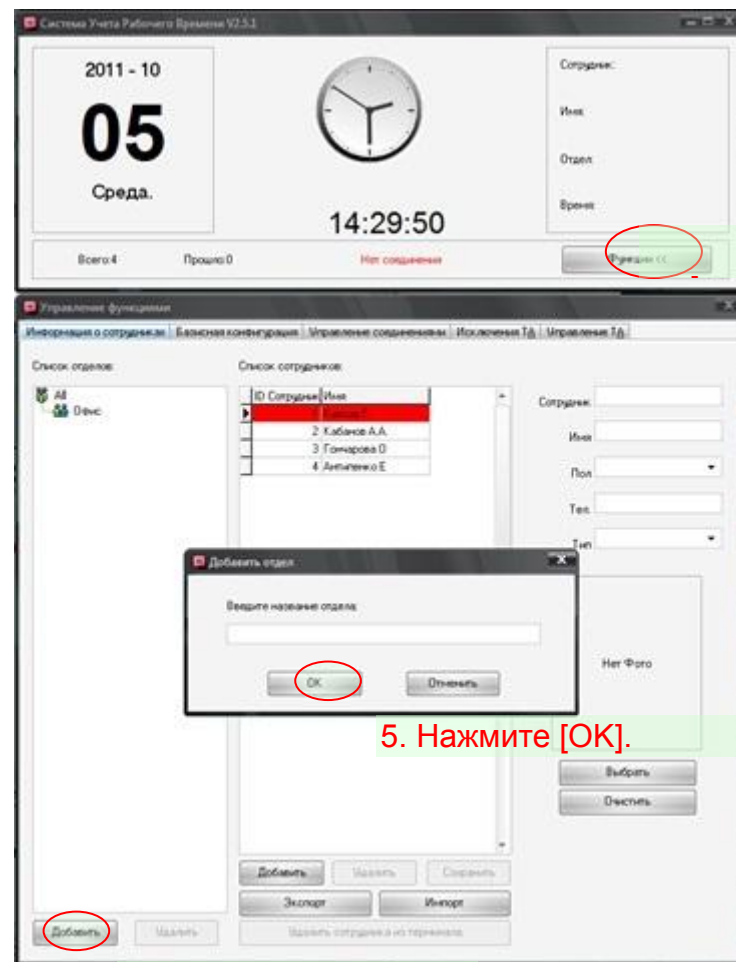 Система Учета Рабочего Времени V2.5.1
2011 - 10
05
Среда.
14:29:50
Сотрудник:
Имя:
Отдел:
Время:
Всего:4 Прошло:0 Нет соединения Функции <<
Управление функциями
Информация о сотрудниках Базисная конфигурация Управление соединениями Исключения ТД Управление ТД
Список отделов:
All
Офис
Список сотрудников:
ID Сотрудник Имя
1
2 Кабанов А.А.
3 Гончарова О
4 Антипенко Е
Сотрудник:
Имя
Пол
Тел.
Тип
Нет Фото
Выбрать
Очистить
Добавить отдел
Введите название отдела:
OK Отменить
5. Нажмите [OK].
Добавить Удалить Сохранить
Экспорт Импорт
Добавить Удалить Удалить сотрудника из терминала